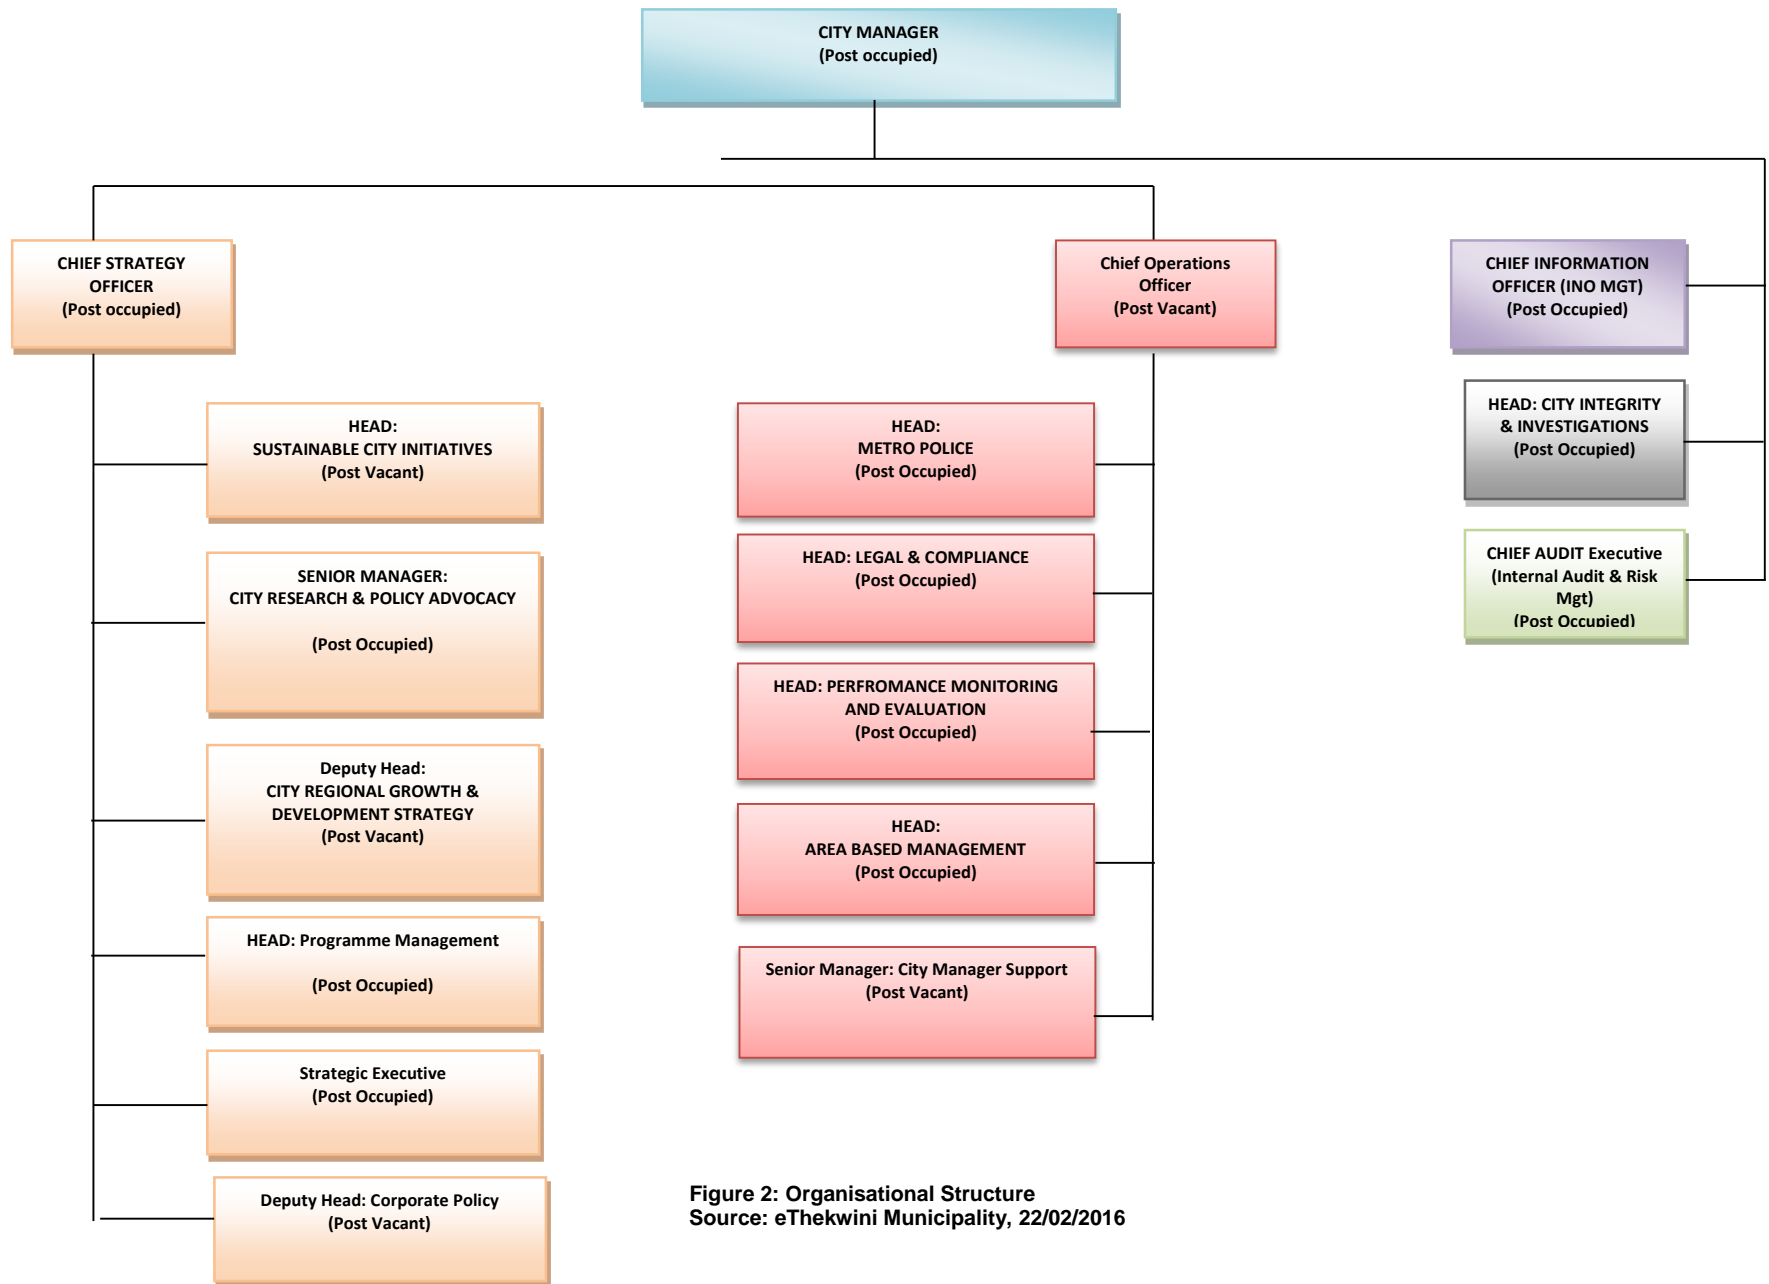 CITY MANAGER
(Post occupied)
CHIEF STRATEGY
OFFICER
(Post occupied)
Chief Operations
Officer
(Post Vacant)
CHIEF INFORMATION
OFFICER (INO MGT)
(Post Occupied)
HEAD:
SUSTAINABLE CITY INITIATIVES
(Post Vacant)
SENIOR MANAGER:
CITY RESEARCH & POLICY ADVOCACY
(Post Occupied)
Deputy Head:
CITY REGIONAL GROWTH &
DEVELOPMENT STRATEGY
(Post Vacant)
HEAD: Programme Management
(Post Occupied)
Strategic Executive
(Post Occupied)
Deputy Head: Corporate Policy
(Post Vacant)
HEAD:
METRO POLICE
(Post Occupied)
HEAD: LEGAL & COMPLIANCE
(Post Occupied)
HEAD: PERFROMANCE MONITORING
AND EVALUATION
(Post Occupied)
HEAD:
AREA BASED MANAGEMENT
(Post Occupied)
Senior Manager: City Manager Support
(Post Vacant)
HEAD: CITY INTEGRITY
& INVESTIGATIONS
(Post Occupied)
CHIEF AUDIT Executive
(Internal Audit & Risk
Mgt)
(Post Occupied)
Figure 2: Organisational Structure
Source: eThekwini Municipality, 22/02/2016